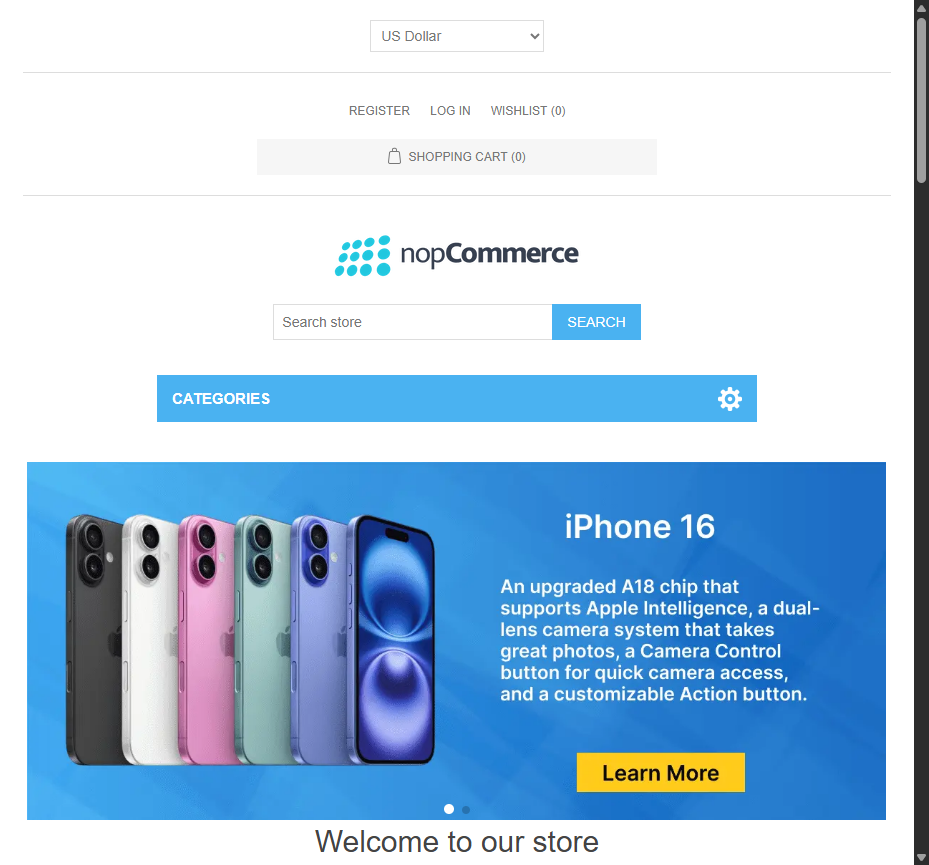 US Dollar
REGISTER LOG IN WISHLIST (0)
SHOPPING CART (0)
nopCommerce
Search store SEARCH
CATEGORIES
iPhone 16
An upgraded A18 chip that
supports Apple Intelligence, a dual-
lens camera system that takes
great photos, a Camera Control
button for quick camera access,
and a customizable Action button.
Learn More
Welcome to our store